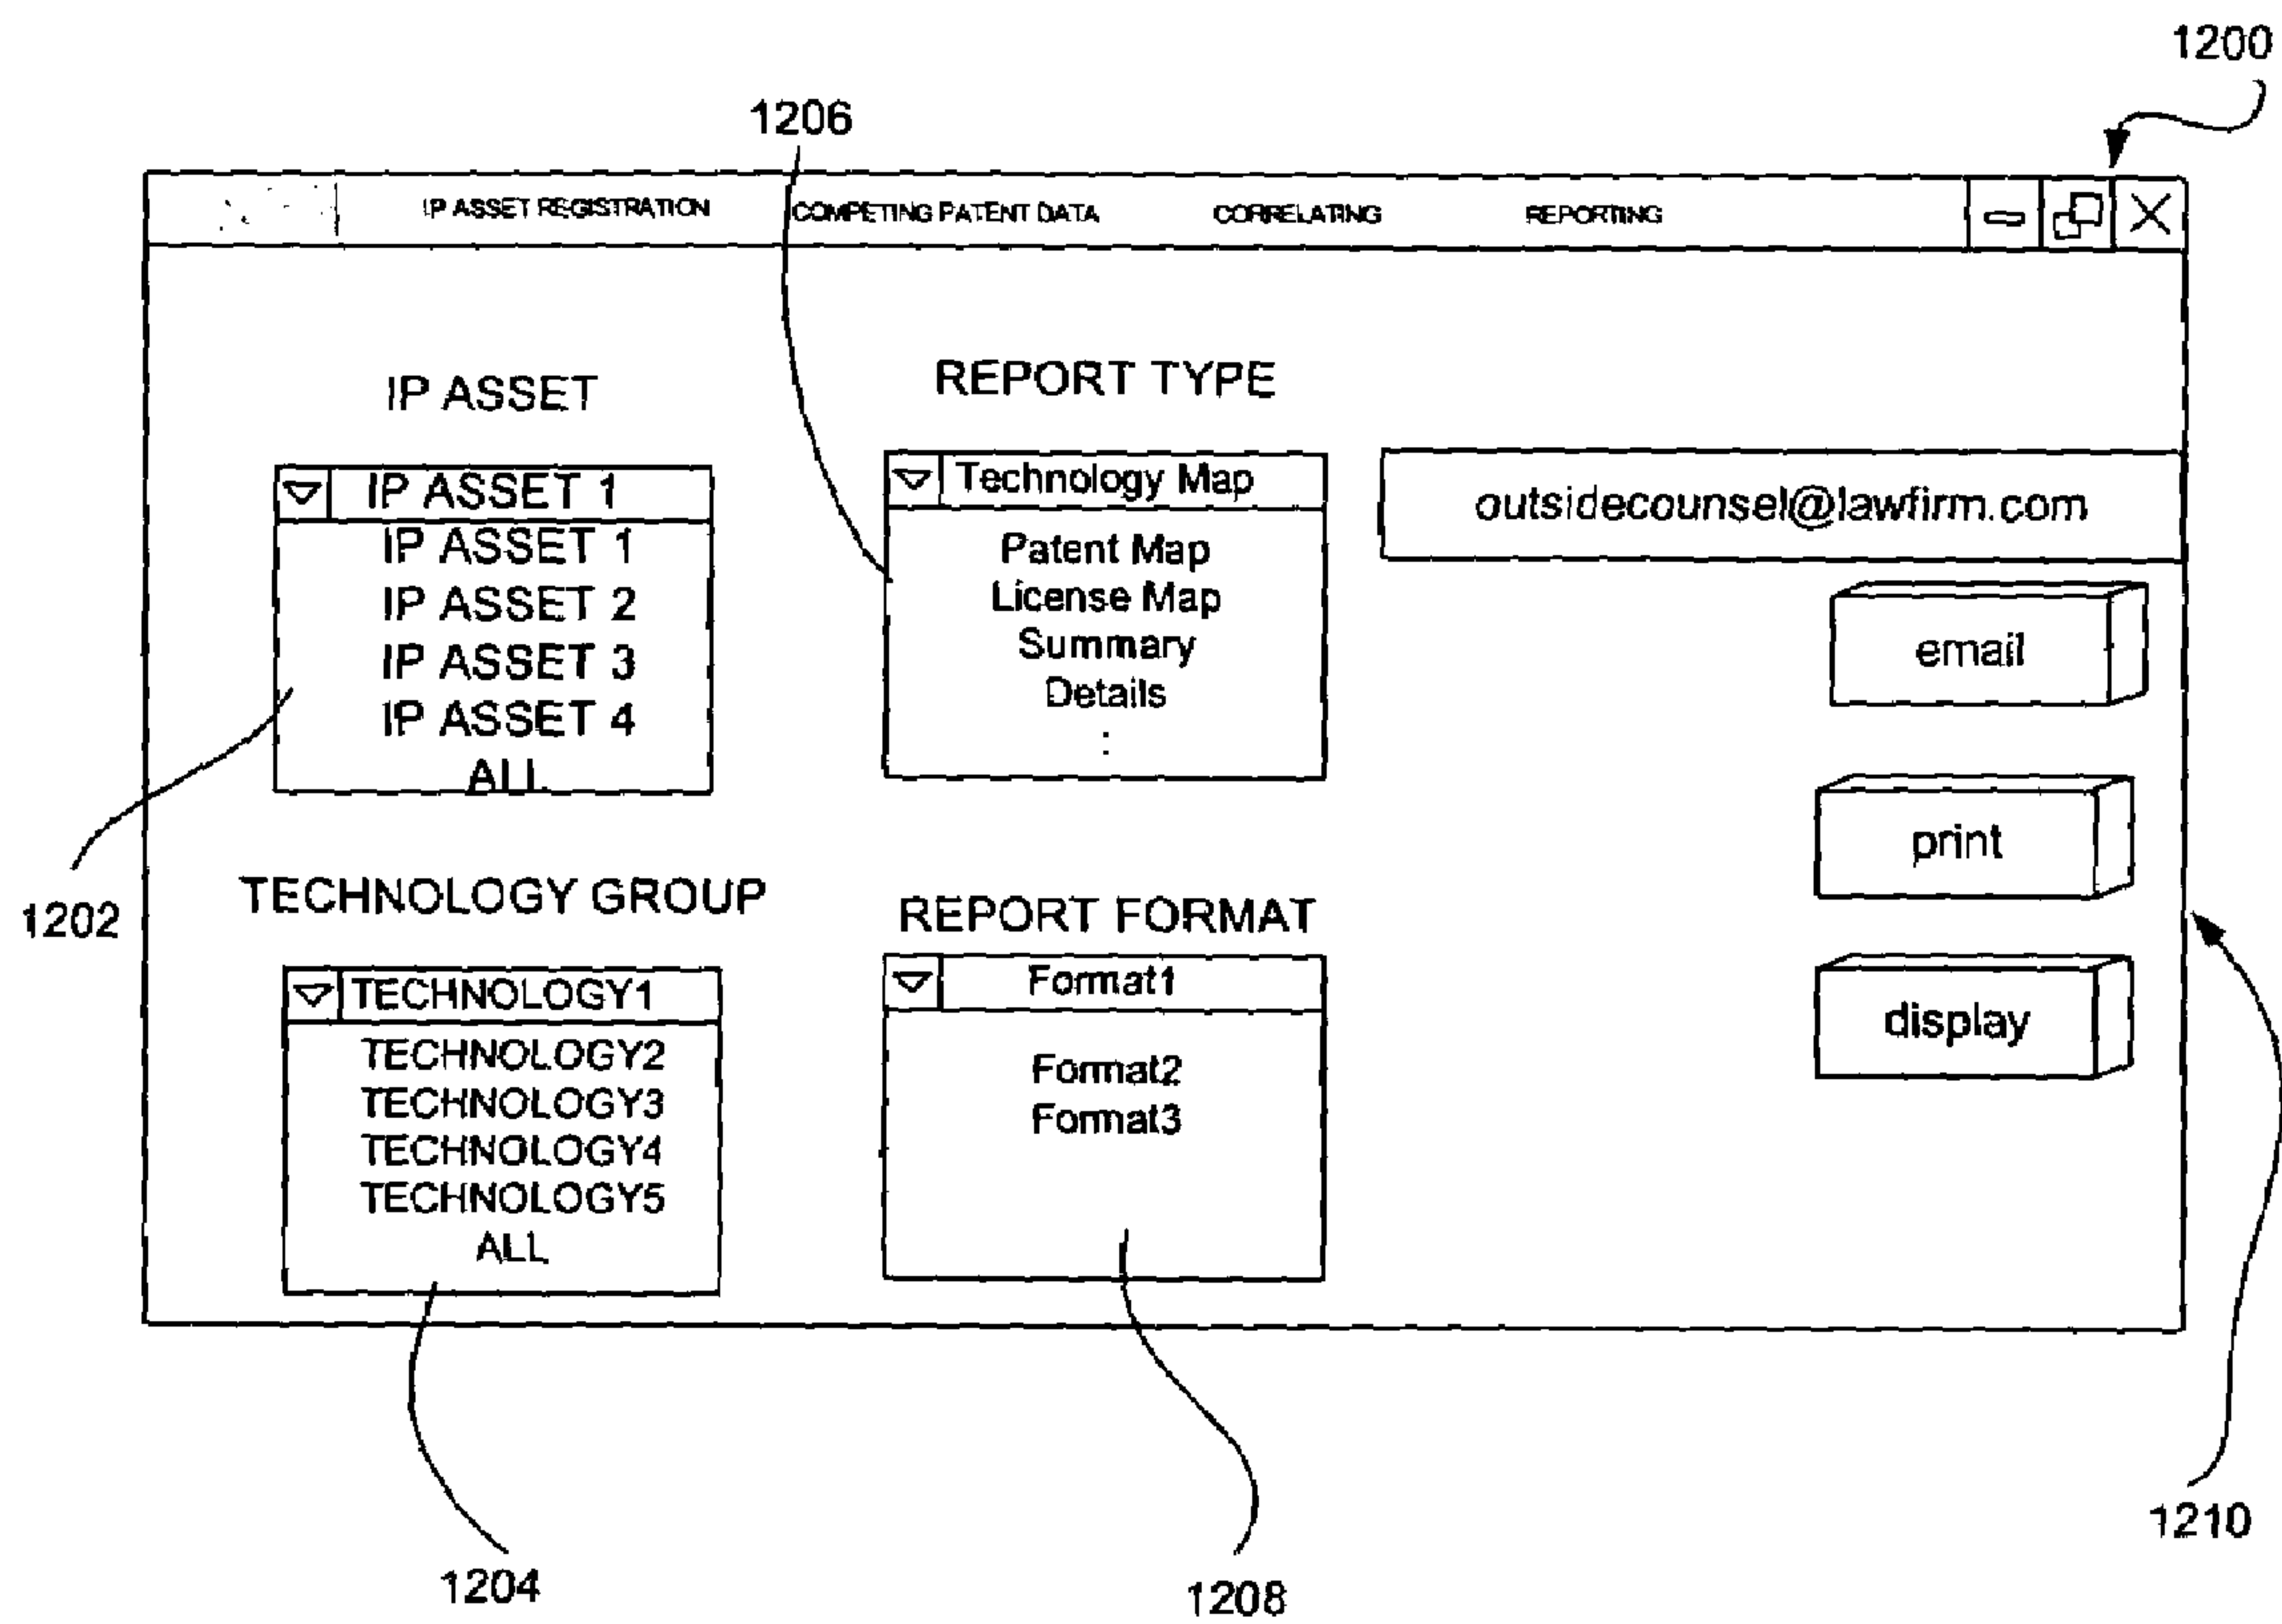 1200
1206
IP ASSET REGISTRATION
COMPETING PATENT DATA
CORRELATING
REPORTING
IP ASSET
IP ASSET 1
IP ASSET 1
IP ASSET 2
IP ASSET 3
IP ASSET 4
ALL
1202
REPORT TYPE
Technology Map
Patent Map
License Map
Summary
Details
:
outsidecounsel@lawfirm.com
email
print
display
TECHNOLOGY GROUP
TECHNOLOGY1
TECHNOLOGY2
TECHNOLOGY3
TECHNOLOGY4
TECHNOLOGY5
ALL
REPORT FORMAT
Format1
Format2
Format3
1204
1208
1210